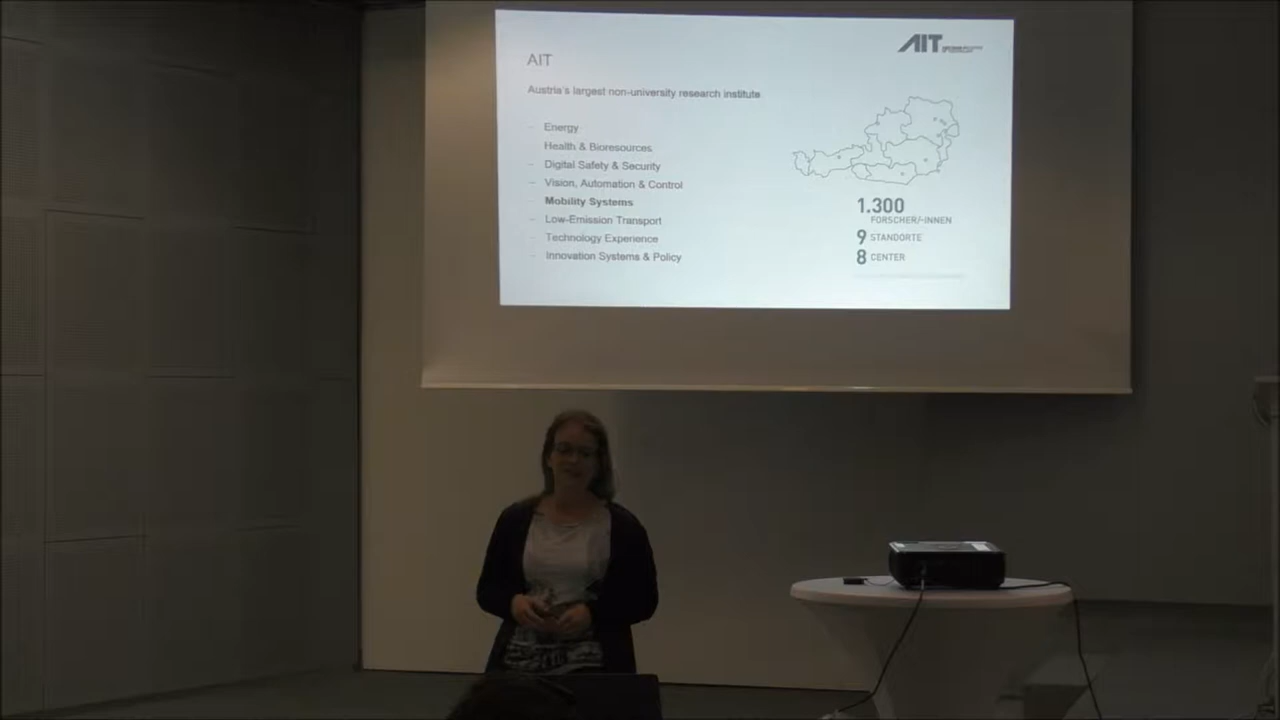 AIT
AIT
Austria's largest non-university research institute
Energy
Health & Bioresources
Digital Safety & Security
Vision, Automation & Control
Mobility Systems
Low-Emission Transport
Technology Experience
Innovation Systems & Policy
1.300
FORSCHER/-INNEN
9 STANDORTE
8 CENTER